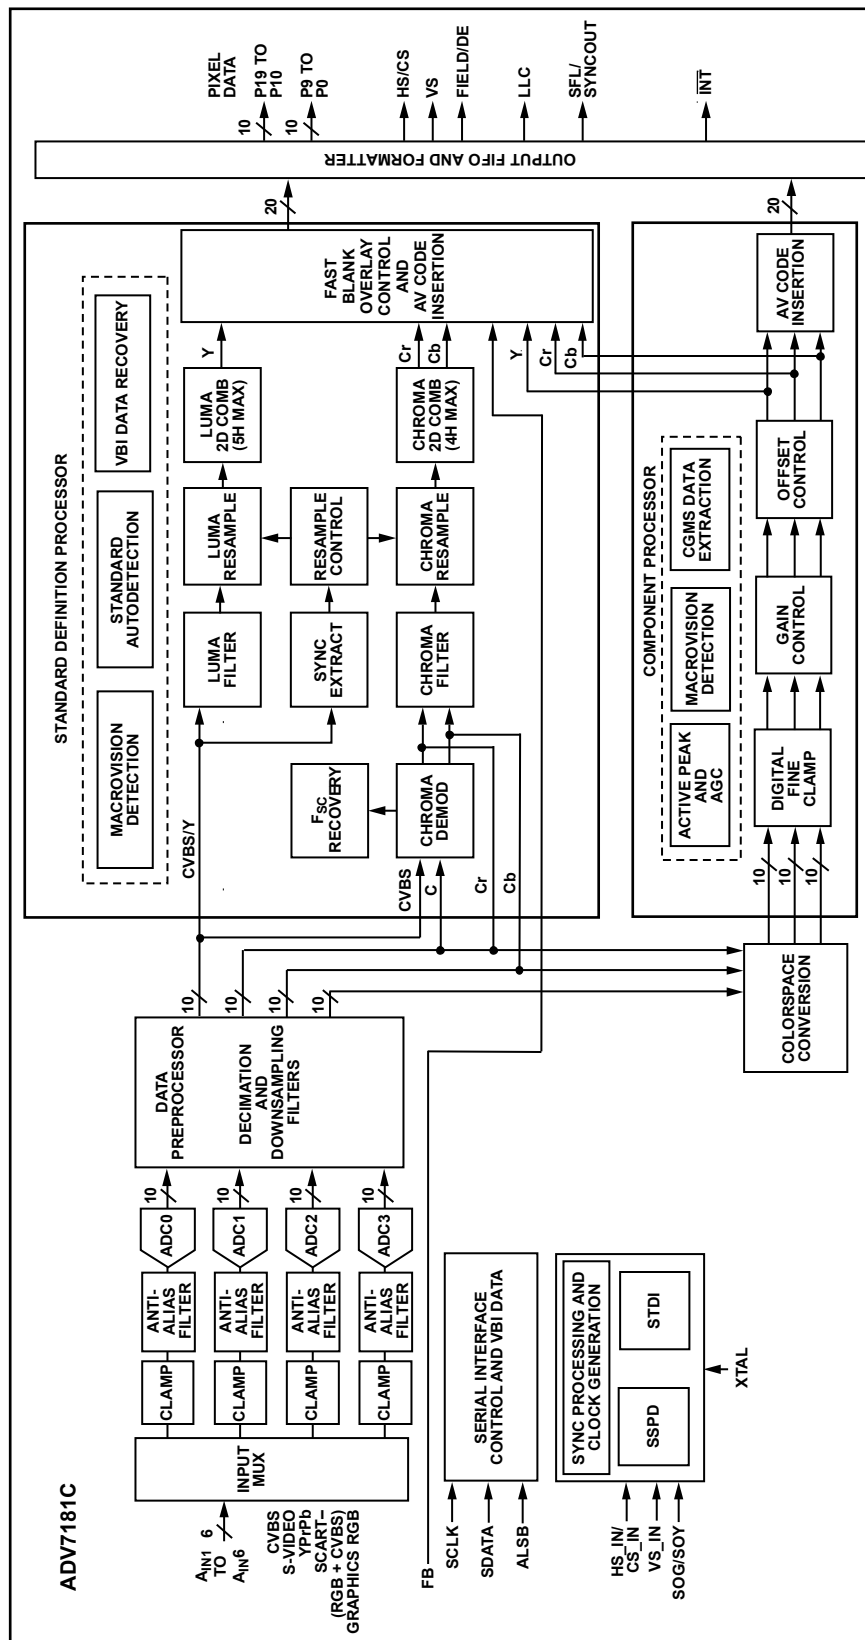 ADV7181C
A_IN1
TO
A_IN6
6
CVBS
S-VIDEO
YPrPb
SCART–
(RGB + CVBS)
GRAPHICS RGB
INPUT
MUX
CLAMP
ANTI-
ALIAS
FILTER
ADC0
10
CLAMP
ANTI-
ALIAS
FILTER
ADC1
10
CLAMP
ANTI-
ALIAS
FILTER
ADC2
10
CLAMP
ANTI-
ALIAS
FILTER
ADC3
10
DATA
PREPROCESSOR
DECIMATION
AND
DOWNSAMPLING
FILTERS
10
10
10
10
FB
SCLK
SDATA
ALSB
SERIAL INTERFACE
CONTROL AND VBI DATA
HS_IN/
CS_IN
VS_IN
SOG/SOY
SYNC PROCESSING AND
CLOCK GENERATION
SSPD
STDI
XTAL
STANDARD DEFINITION PROCESSOR
MACROVISION
DETECTION
STANDARD
AUTODETECTION
VBI DATA RECOVERY
CVBS/Y
LUMA
FILTER
LUMA
RESAMPLE
LUMA
2D COMB
(5H MAX)
Y
SYNC
EXTRACT
RESAMPLE
CONTROL
F_SC
RECOVERY
CVBS
C
CHROMA
DEMOD
CHROMA
FILTER
CHROMA
RESAMPLE
CHROMA
2D COMB
(4H MAX)
Cr
Cb
Cr
Cb
FAST
BLANK
OVERLAY
CONTROL
AND
AV CODE
INSERTION
Y
Cr
Cb
20
COLORSPACE
CONVERSION
10
10
10
COMPONENT PROCESSOR
ACTIVE PEAK
AND
AGC
MACROVISION
DETECTION
CGMS DATA
EXTRACTION
DIGITAL
FINE
CLAMP
GAIN
CONTROL
OFFSET
CONTROL
AV CODE
INSERTION
20
OUTPUT FIFO AND FORMATTER
PIXEL
DATA
10
P19 TO
P10
10
P9 TO
P0
HS/CS
VS
FIELD/DE
LLC
SFL/
SYNCOUT
INT